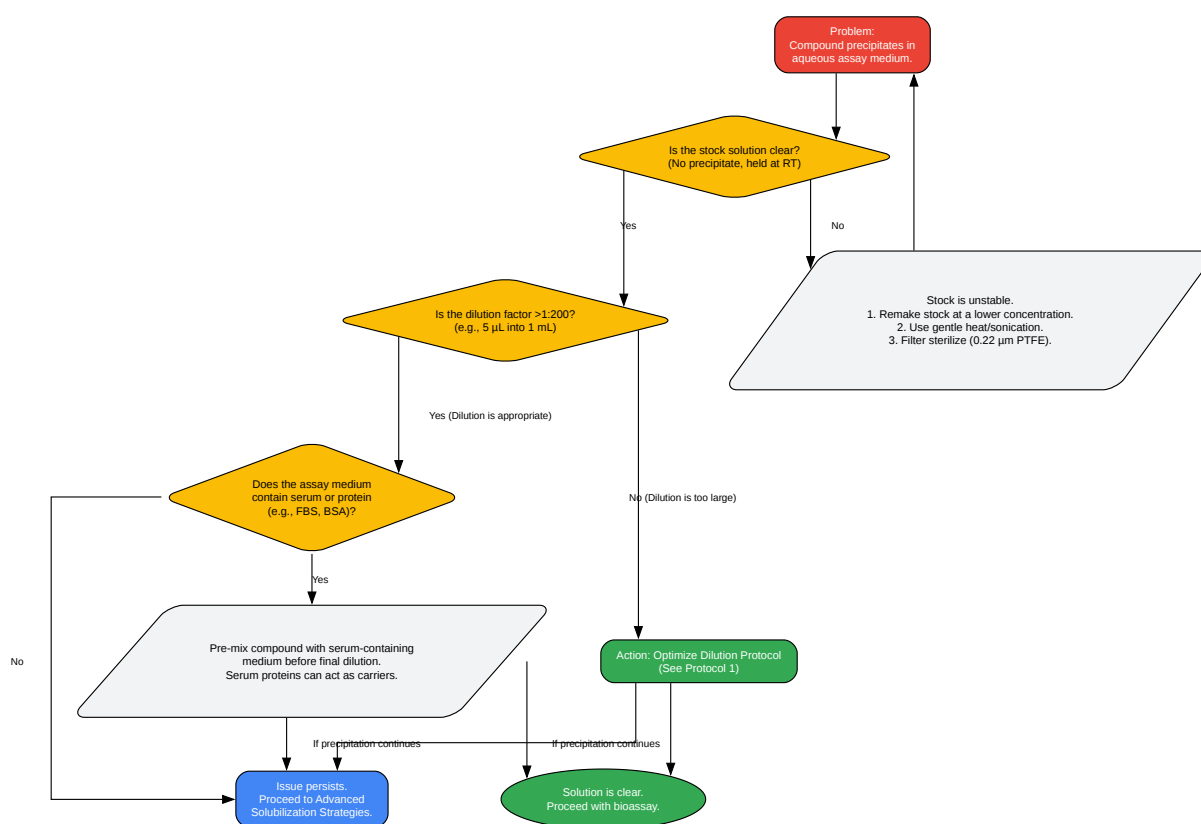 Problem:
Compound precipitates in
aqueous assay medium.
Is the stock solution clear?
(No precipitate, held at RT)
Yes
No
Stock is unstable.
1. Remake stock at a lower concentration.
2. Use gentle heat/sonication.
3. Filter sterilize (0.22 µm PTFE).
Is the dilution factor >1:200?
(e.g., 5 µL into 1 mL)
Yes (Dilution is appropriate)
No (Dilution is too large)
Does the assay medium
contain serum or protein
(e.g., FBS, BSA)?
Yes
No
Pre-mix compound with serum-containing
medium before final dilution.
Serum proteins can act as carriers.
Action: Optimize Dilution Protocol
(See Protocol 1)
If precipitation continues
If precipitation continues
Issue persists.
Proceed to Advanced
Solubilization Strategies.
Solution is clear.
Proceed with bioassay.